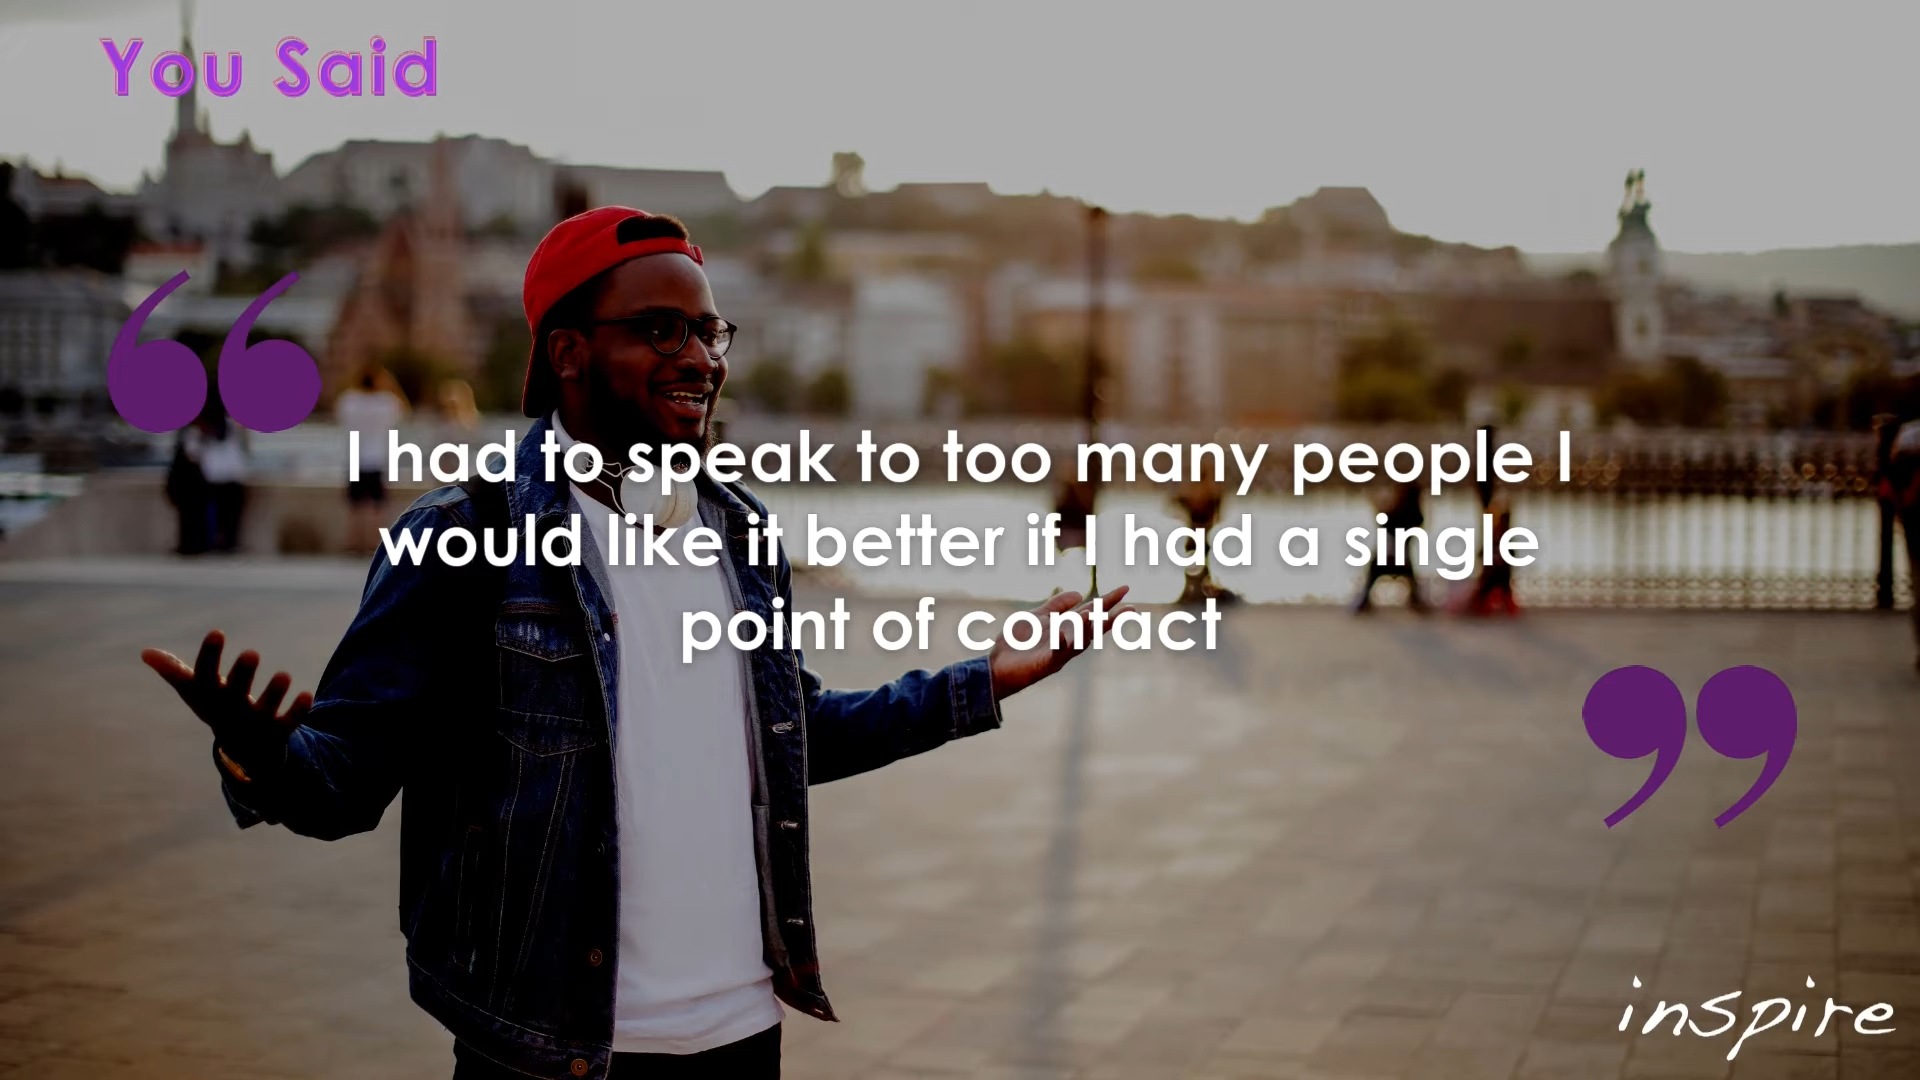 You Said
“
I had to speak to too many people I
would like it better if I had a single
point of contact
”
inspire